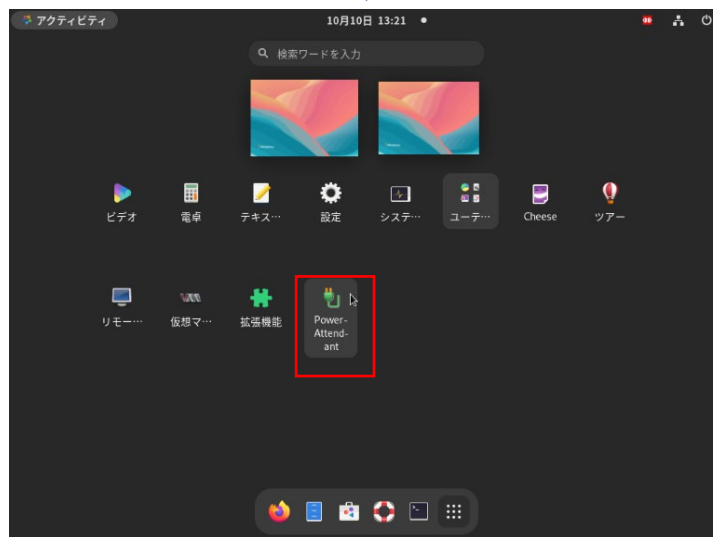 アクティビティ
10月10日 13:21
検索ワードを入力
ビデオ
電卓
テキス…
設定
システ…
ユーテ…
Cheese
ツアー
リモー…
仮想マ…
拡張機能
Power-
Attend-
ant